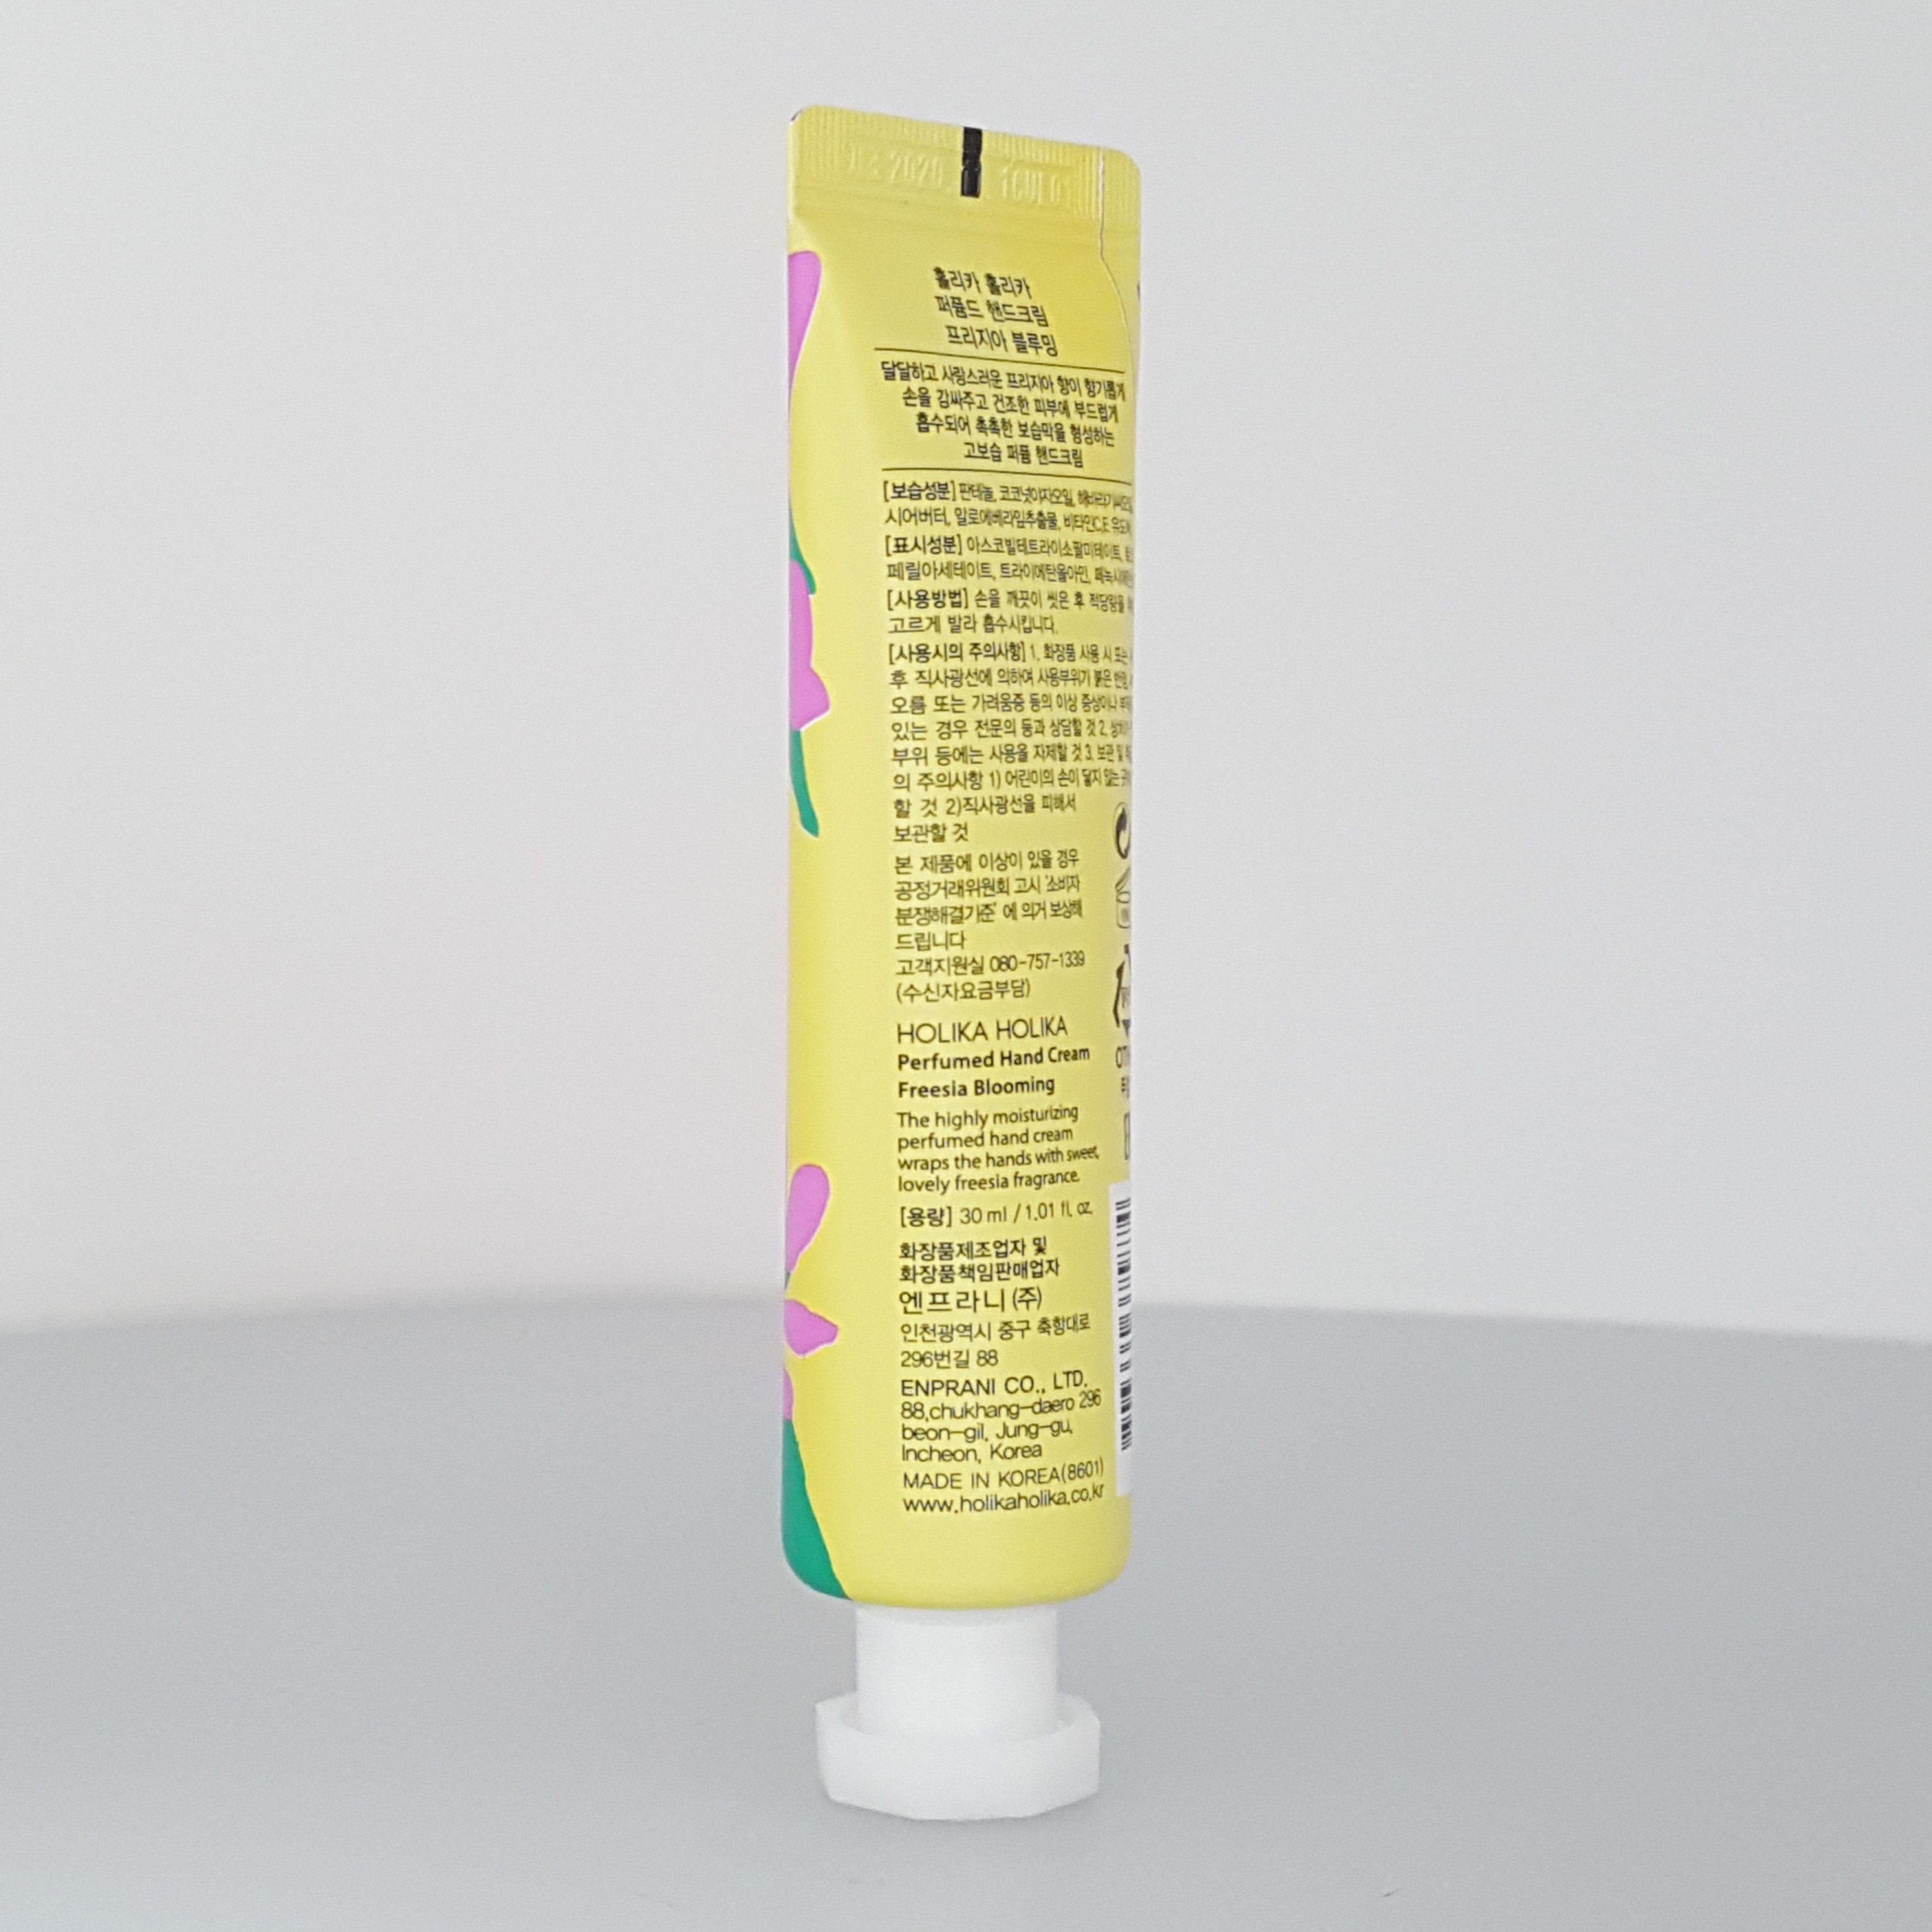 2020.
홀리카 홀리카
퍼퓸드 핸드크림
프리지아 블루밍
달달하고 사랑스러운 프리지아 향이 향기롭게
손을 감싸주고 건조한 피부에 부드럽게
흡수되어 촉촉한 보습막을 형성하는
고보습 퍼퓸 핸드크림
[보습성분] 판테놀, 코코넛야자오일, 해바라기씨오일,
시어버터, 알로에베라잎추출물, 비타민C,E 유도체
[표시성분] 아스코빌테트라이소팔미테이트,
페릴아세테이트, 트라이에탄올아민,
[사용방법] 손을 깨끗이 씻은 후 적당량을
고르게 발라 흡수시킵니다.
[사용시의 주의사항] 1. 화장품 사용 시 또는
후 직사광선에 의하여 사용부위가 붉은 반점,
오름 또는 가려움증 등의 이상 증상이나
있는 경우 전문의 등과 상담할 것 2.
부위 등에는 사용을 자제할 것 3. 보관 및
의 주의사항 1) 어린이의 손이 닿지 않는
할 것 2)직사광선을 피해서
보관할 것
본 제품에 이상이 있을 경우
공정거래위원회 고시 '소비자
분쟁해결기준' 에 의거 보상해
드립니다
고객지원실 080-757-1339
(수신자요금부담)
HOLIKA HOLIKA
Perfumed Hand Cream
Freesia Blooming
The highly moisturizing
perfumed hand cream
wraps the hands with sweet,
lovely freesia fragrance.
[용량] 30 ml / 1.01 fl. oz.
화장품제조업자 및
화장품책임판매업자
엔프라니 (주)
인천광역시 중구 축항대로
296번길 88
ENPRANI CO., LTD.
88,chukhang-daero 296
beon-gil, Jung-gu,
Incheon, Korea
MADE IN KOREA(8601)
www.holikaholika.co.kr